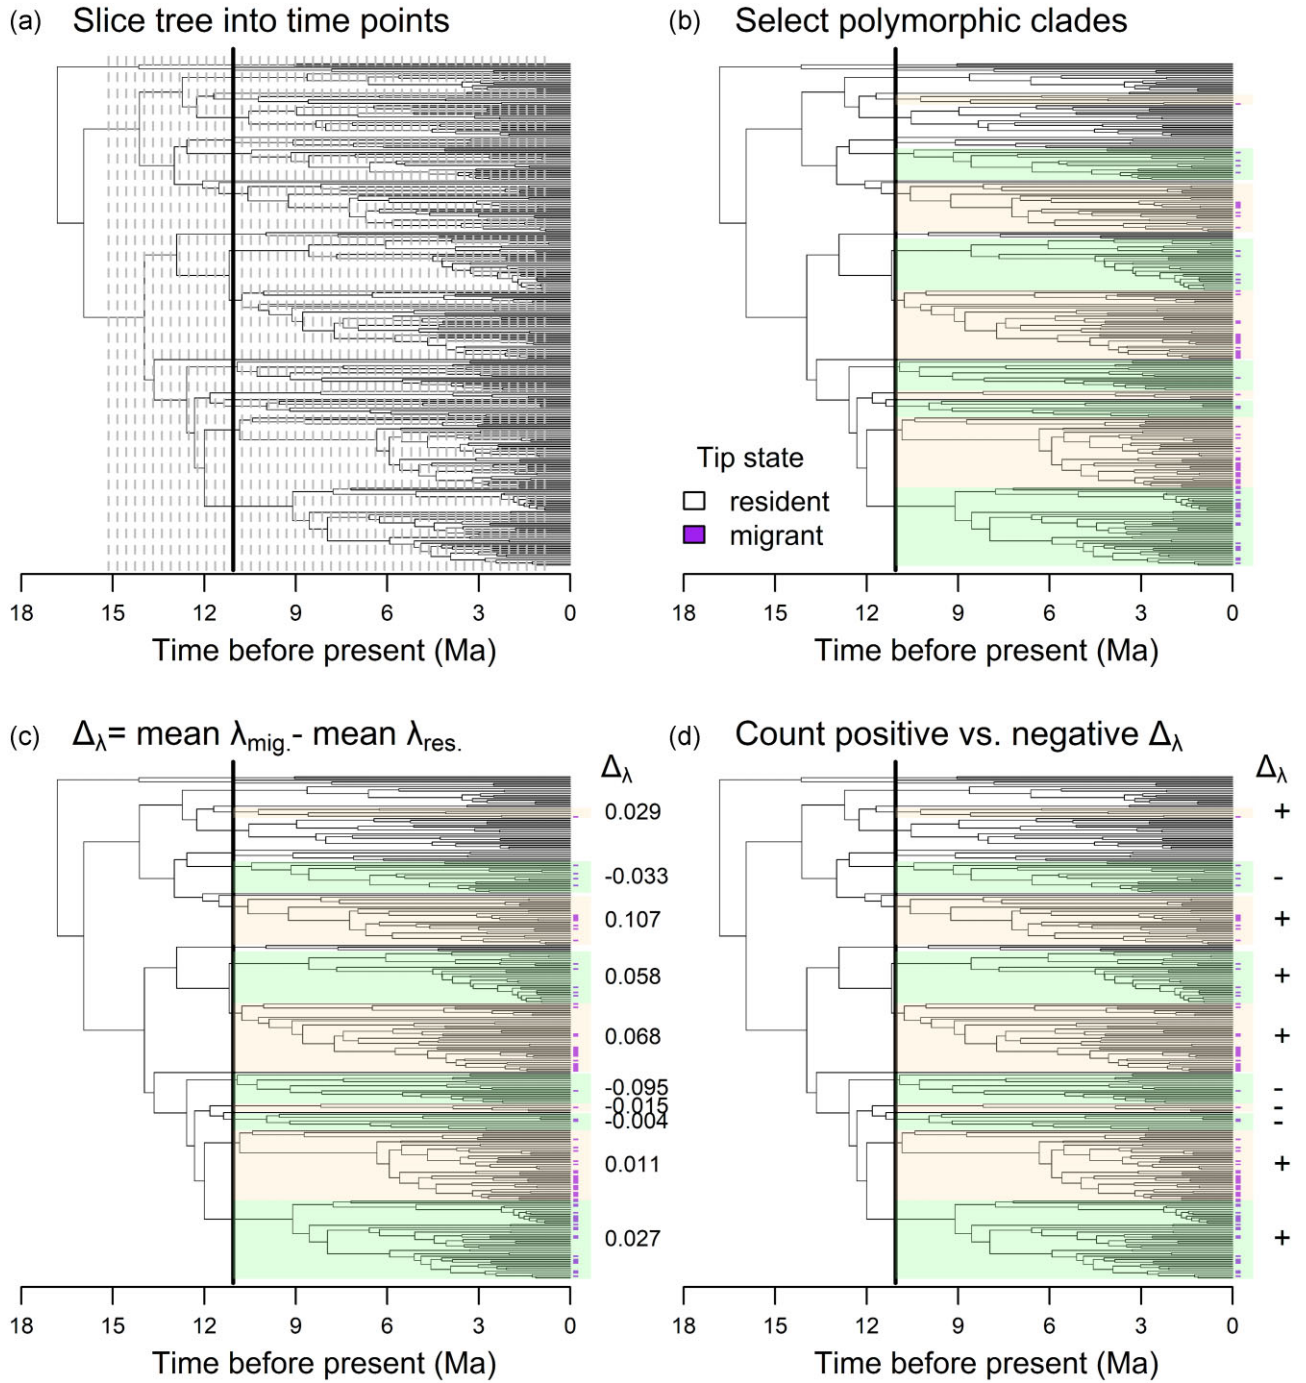 (a) Slice tree into time points
18 15 12 9 6 3 0
Time before present (Ma)
(b) Select polymorphic clades
Tip state
resident
migrant
18 15 12 9 6 3 0
Time before present (Ma)
(c) Δλ= mean λmig.- mean λres.
Δλ
0.029
-0.033
0.107
0.058
0.068
-0.095
-0.015
-0.004
0.011
0.027
18 15 12 9 6 3 0
Time before present (Ma)
(d) Count positive vs. negative Δλ
Δλ
+
-
+
+
+
-
-
-
+
+
18 15 12 9 6 3 0
Time before present (Ma)